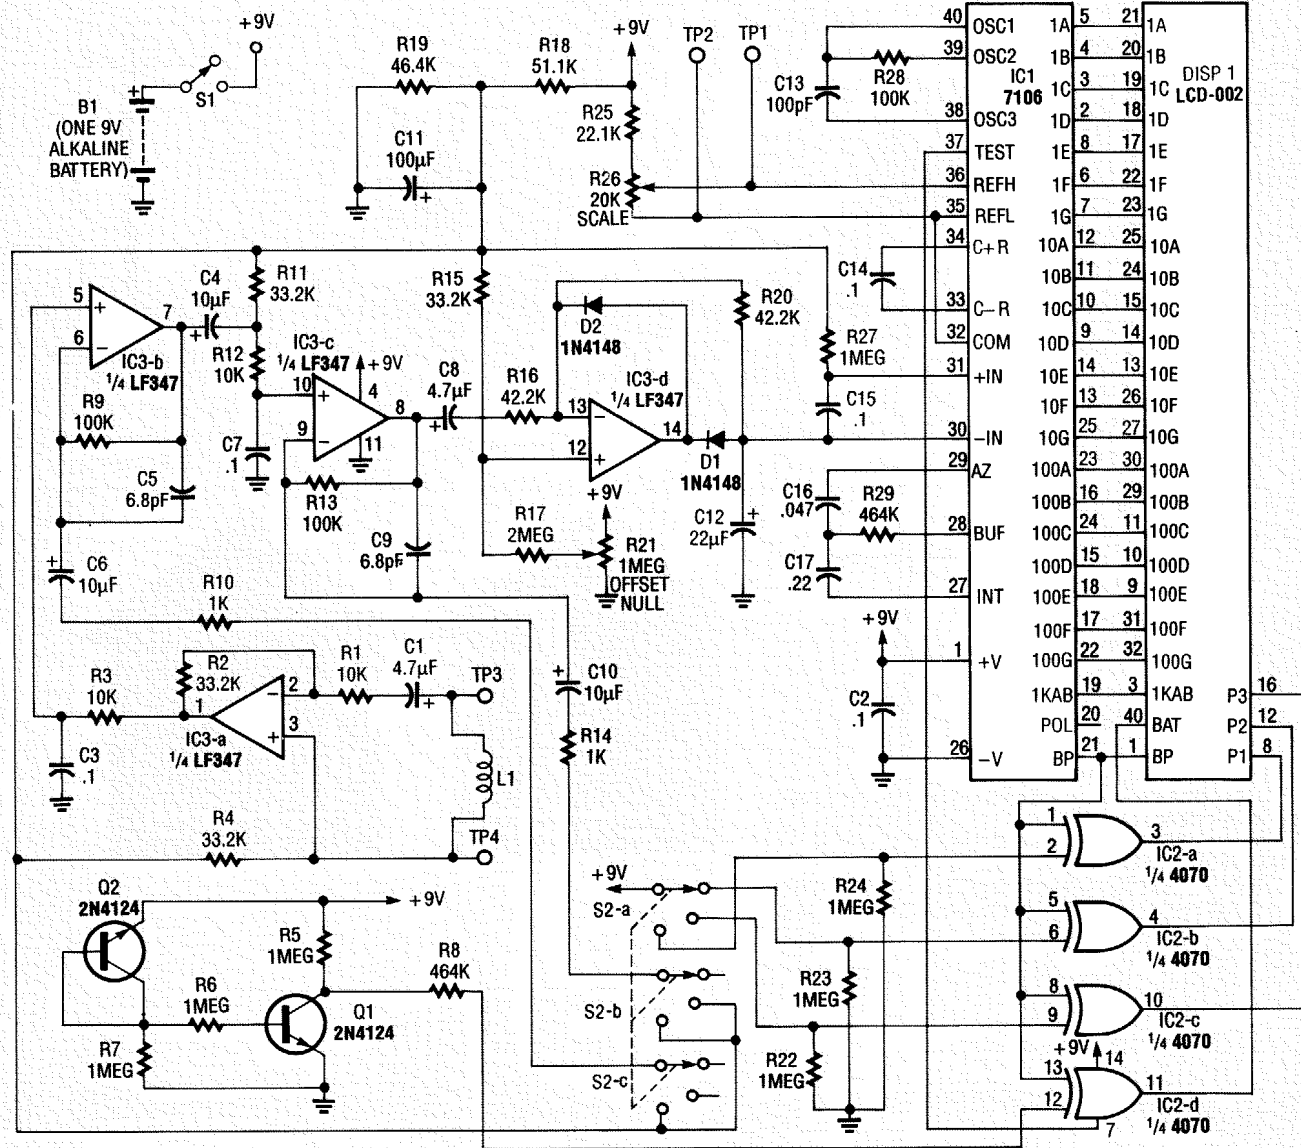 +9V
S1
B1
(ONE 9V
ALKALINE
BATTERY)
+
R19
46.4K
R18
51.1K
+9V
TP2
TP1
R25
22.1K
C11
100µF
+
R26
20K
SCALE
C13
100pF
R28
100K
40 OSC1
39 OSC2
38 OSC3
37 TEST
36 REFH
35 REFL
34 C+R
33 C−R
32 COM
31 +IN
30 −IN
29 AZ
28 BUF
27 INT
1 +V
26 −V
IC1
7106
DISP 1
LCD-002
1A 5 21 1A
1B 4 20 1B
1C 3 19 1C
1D 2 18 1D
1E 8 17 1E
1F 6 22 1F
1G 7 23 1G
10A 12 25 10A
10B 11 24 10B
10C 10 15 10C
10D 9 14 10D
10E 14 13 10E
10F 13 26 10F
10G 25 27 10G
100A 23 30 100A
100B 16 29 100B
100C 24 11 100C
100D 15 10 100D
100E 18 9 100E
100F 17 31 100F
100G 22 32 100G
1KAB 19 3 1KAB
POL 20 40 BAT
BP 21 1 BP
P3 16
P2 12
P1 8
C14
.1
R27
1MEG
C15
.1
C16
.047
R29
464K
C17
.22
+9V
C2
.1
5
+
6
−
7
IC3-b
1/4 LF347
C4
10µF
+
R11
33.2K
R12
10K
C7
.1
R9
100K
C5
6.8pF
IC3-c
1/4 LF347
+9V
4
10
+
9
−
8
11
R13
100K
C9
6.8pF
C8
4.7µF
+
R15
33.2K
R16
42.2K
D2
1N4148
R20
42.2K
IC3-d
1/4 LF347
13
−
12
+
14
D1
1N4148
C12
22µF
+
+9V
R17
2MEG
R21
1MEG
OFFSET
NULL
+
C6
10µF
R10
1K
R3
10K
R2
33.2K
1
2
−
3
+
IC3-a
1/4 LF347
R1
10K
C1
4.7µF
+
TP3
L1
TP4
C3
.1
R4
33.2K
+
C10
10µF
R14
1K
Q2
2N4124
+9V
R5
1MEG
R8
464K
R6
1MEG
Q1
2N4124
R7
1MEG
+9V
S2-a
S2-b
S2-c
R24
1MEG
R23
1MEG
R22
1MEG
1
2
3
IC2-a
1/4 4070
5
6
4
IC2-b
1/4 4070
8
9
10
IC2-c
1/4 4070
+9V
14
13
12
11
7
IC2-d
1/4 4070